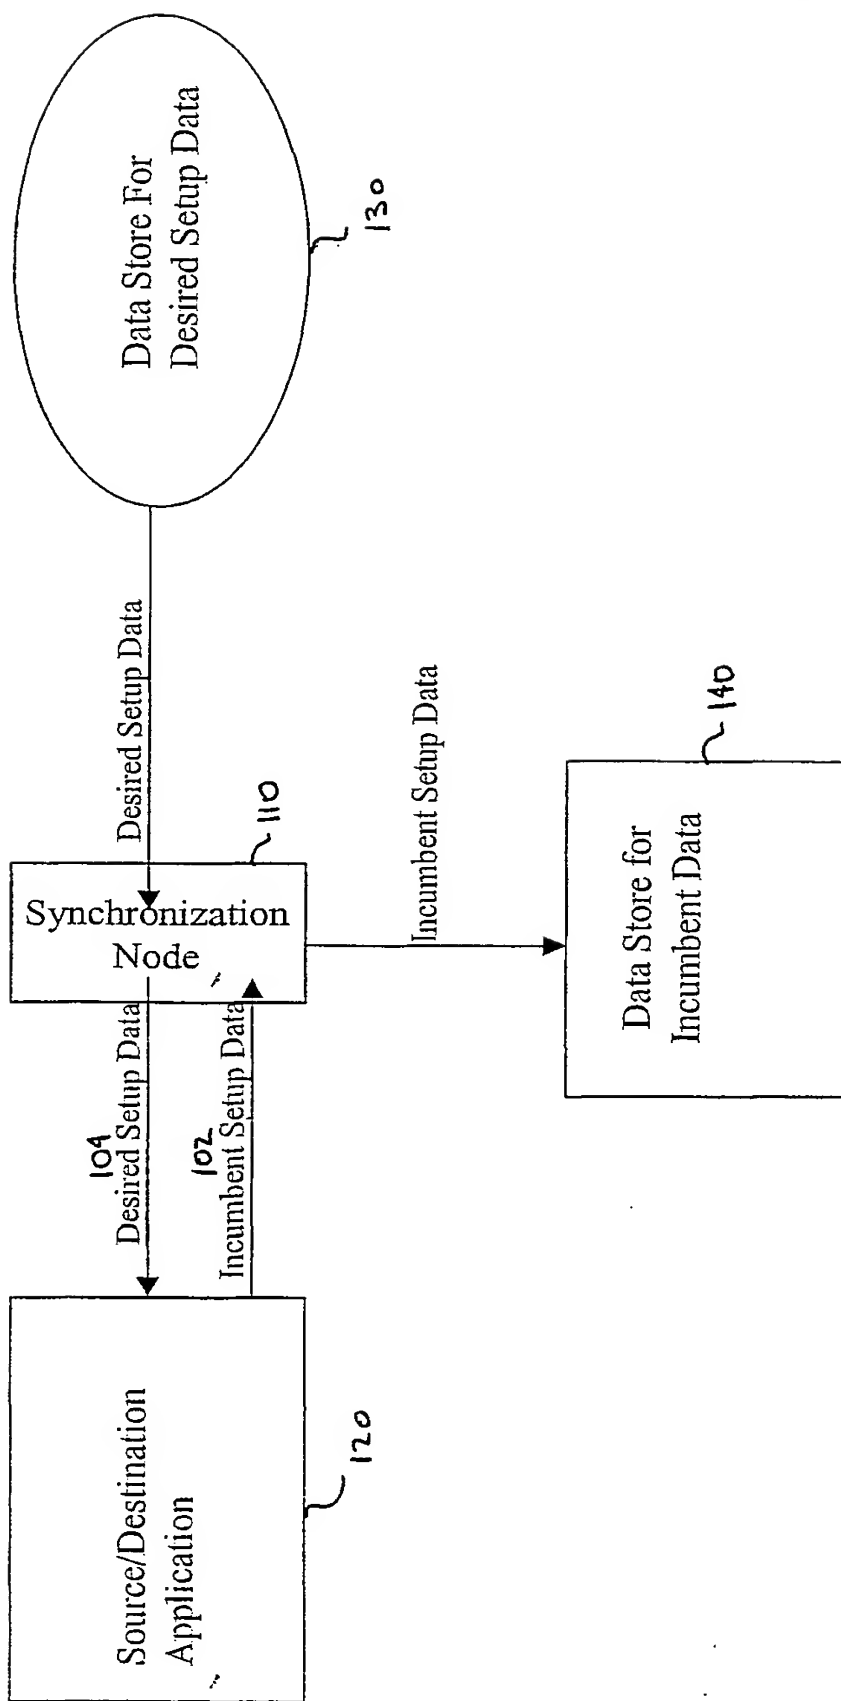 Source/Destination
Application
120
104
Desired Setup Data
102
Incumbent Setup Data
Synchronization
Node
110
Desired Setup Data
Data Store For
Desired Setup Data
130
Incumbent Setup Data
Data Store for
Incumbent Data
140